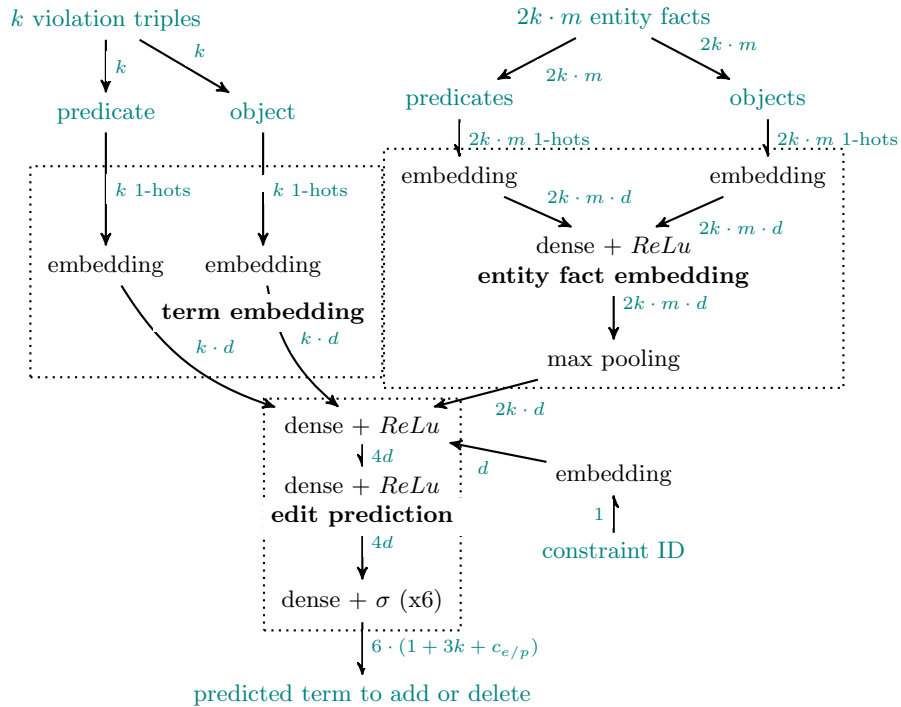 k violation triples
2k · m entity facts
k
k
2k · m
2k · m
predicate
object
predicates
objects
2k · m 1-hots
2k · m 1-hots
k 1-hots
k 1-hots
embedding
embedding
2k · m · d
2k · m · d
dense + ReLu
entity fact embedding
embedding
embedding
term embedding
2k · m · d
k · d
k · d
max pooling
2k · d
dense + ReLu
4d
d
embedding
dense + ReLu
edit prediction
1
4d
constraint ID
dense + σ (x6)
6 · (1 + 3k + c_{e/p})
predicted term to add or delete